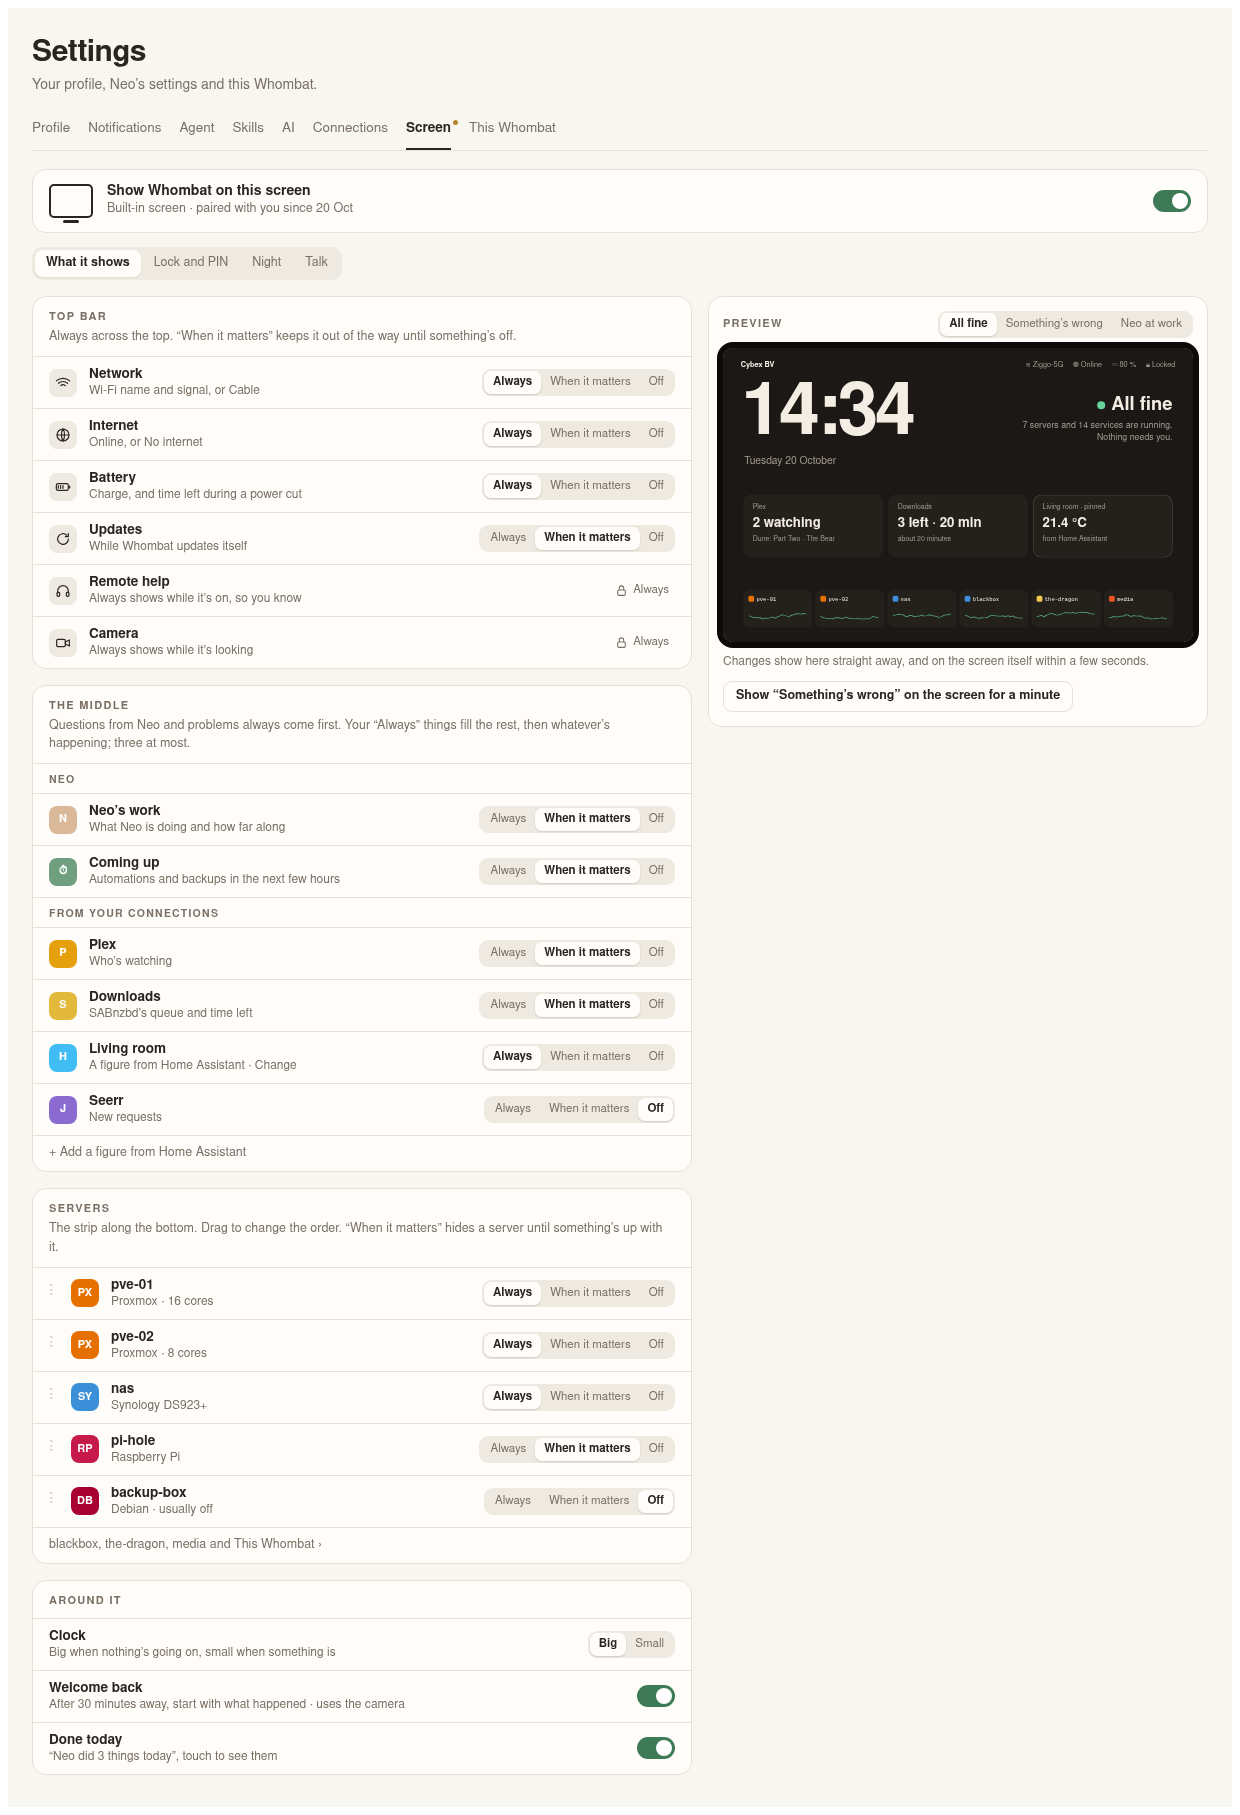 Settings
Your profile, Neo’s settings and this Whombat.
Profile Notifications Agent Skills AI Connections Screen This Whombat
Show Whombat on this screen
Built-in screen · paired with you since 20 Oct
What it shows Lock and PIN Night Talk
TOP BAR
Always across the top. “When it matters” keeps it out of the way until something’s off.
Network
Wi-Fi name and signal, or Cable
Always When it matters Off
Internet
Online, or No internet
Always When it matters Off
Battery
Charge, and time left during a power cut
Always When it matters Off
Updates
While Whombat updates itself
Always When it matters Off
Remote help
Always shows while it’s on, so you know
Always
Camera
Always shows while it’s looking
Always
THE MIDDLE
Questions from Neo and problems always come first. Your “Always” things fill the rest, then whatever’s
happening; three at most.
NEO
N
Neo’s work
What Neo is doing and how far along
Always When it matters Off
Coming up
Automations and backups in the next few hours
Always When it matters Off
FROM YOUR CONNECTIONS
P
Plex
Who’s watching
Always When it matters Off
S
Downloads
SABnzbd’s queue and time left
Always When it matters Off
H
Living room
A figure from Home Assistant · Change
Always When it matters Off
J
Seerr
New requests
Always When it matters Off
+ Add a figure from Home Assistant
SERVERS
The strip along the bottom. Drag to change the order. “When it matters” hides a server until something’s up with
it.
PX
pve-01
Proxmox · 16 cores
Always When it matters Off
PX
pve-02
Proxmox · 8 cores
Always When it matters Off
SY
nas
Synology DS923+
Always When it matters Off
RP
pi-hole
Raspberry Pi
Always When it matters Off
DB
backup-box
Debian · usually off
Always When it matters Off
blackbox, the-dragon, media and This Whombat ›
AROUND IT
Clock
Big when nothing’s going on, small when something is
Big Small
Welcome back
After 30 minutes away, start with what happened · uses the camera
Done today
“Neo did 3 things today”, touch to see them
PREVIEW
All fine Something’s wrong Neo at work
Cybex BV
Ziggo-5G Online 80 % Locked
14:34
Tuesday 20 October
All fine
7 servers and 14 services are running.
Nothing needs you.
Plex
2 watching
Dune: Part Two · The Bear
Downloads
3 left · 20 min
about 20 minutes
Living room · pinned
21.4 °C
from Home Assistant
pve-01 pve-02 nas blackbox the-dragon media
Changes show here straight away, and on the screen itself within a few seconds.
Show “Something’s wrong” on the screen for a minute